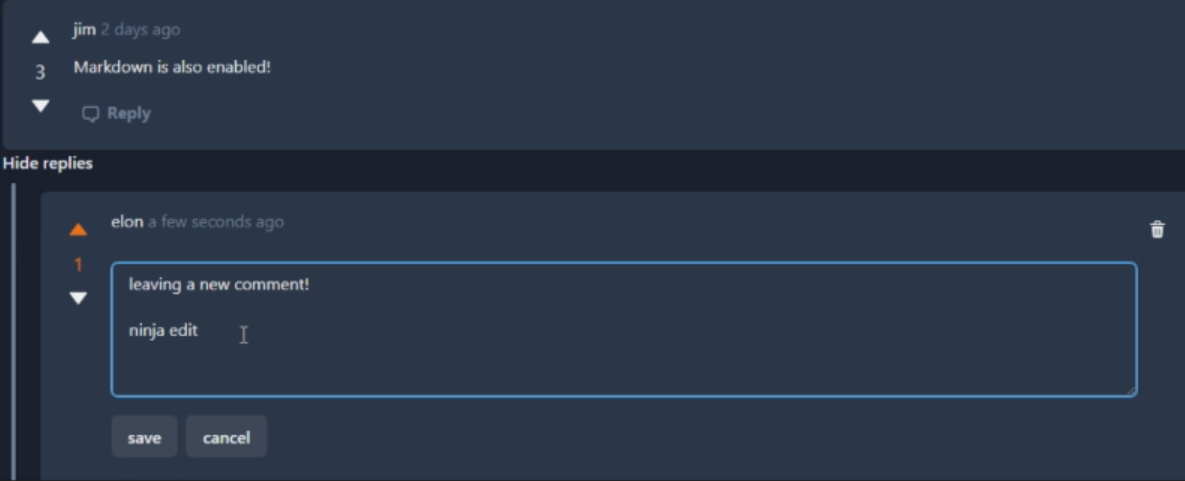 jim 2 days ago
3
Markdown is also enabled!
Reply
Hide replies
elon a few seconds ago
1
leaving a new comment!
ninja edit
save cancel